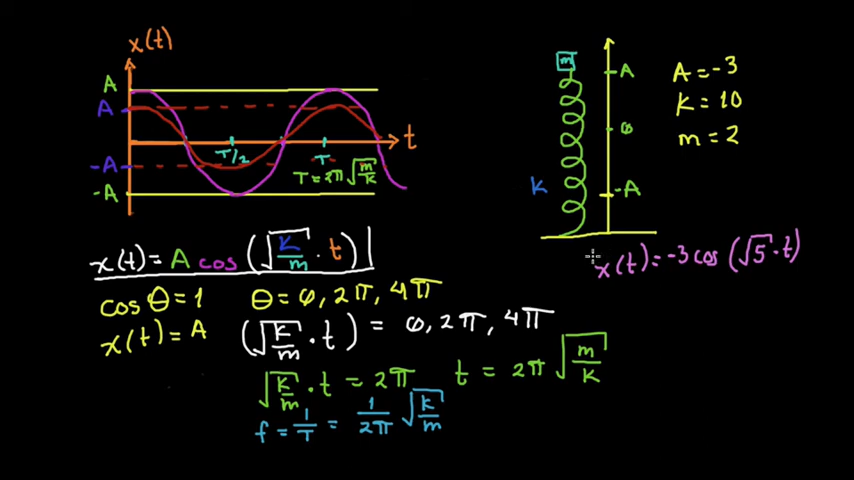 x(t)
A
A
-A
-A
T/2
T
t
T = 2π √(m/k)
x(t) = A cos (√(k/m) · t)
cos θ = 1   θ = 0, 2π, 4π
x(t) = A   (√(k/m) · t) = 0, 2π, 4π
√(k/m) · t = 2π   t = 2π √(m/k)
f = 1/T = 1/2π √(k/m)
m
A
0
-A
k
A = -3
k = 10
m = 2
x(t) = -3 cos (√5 · t)